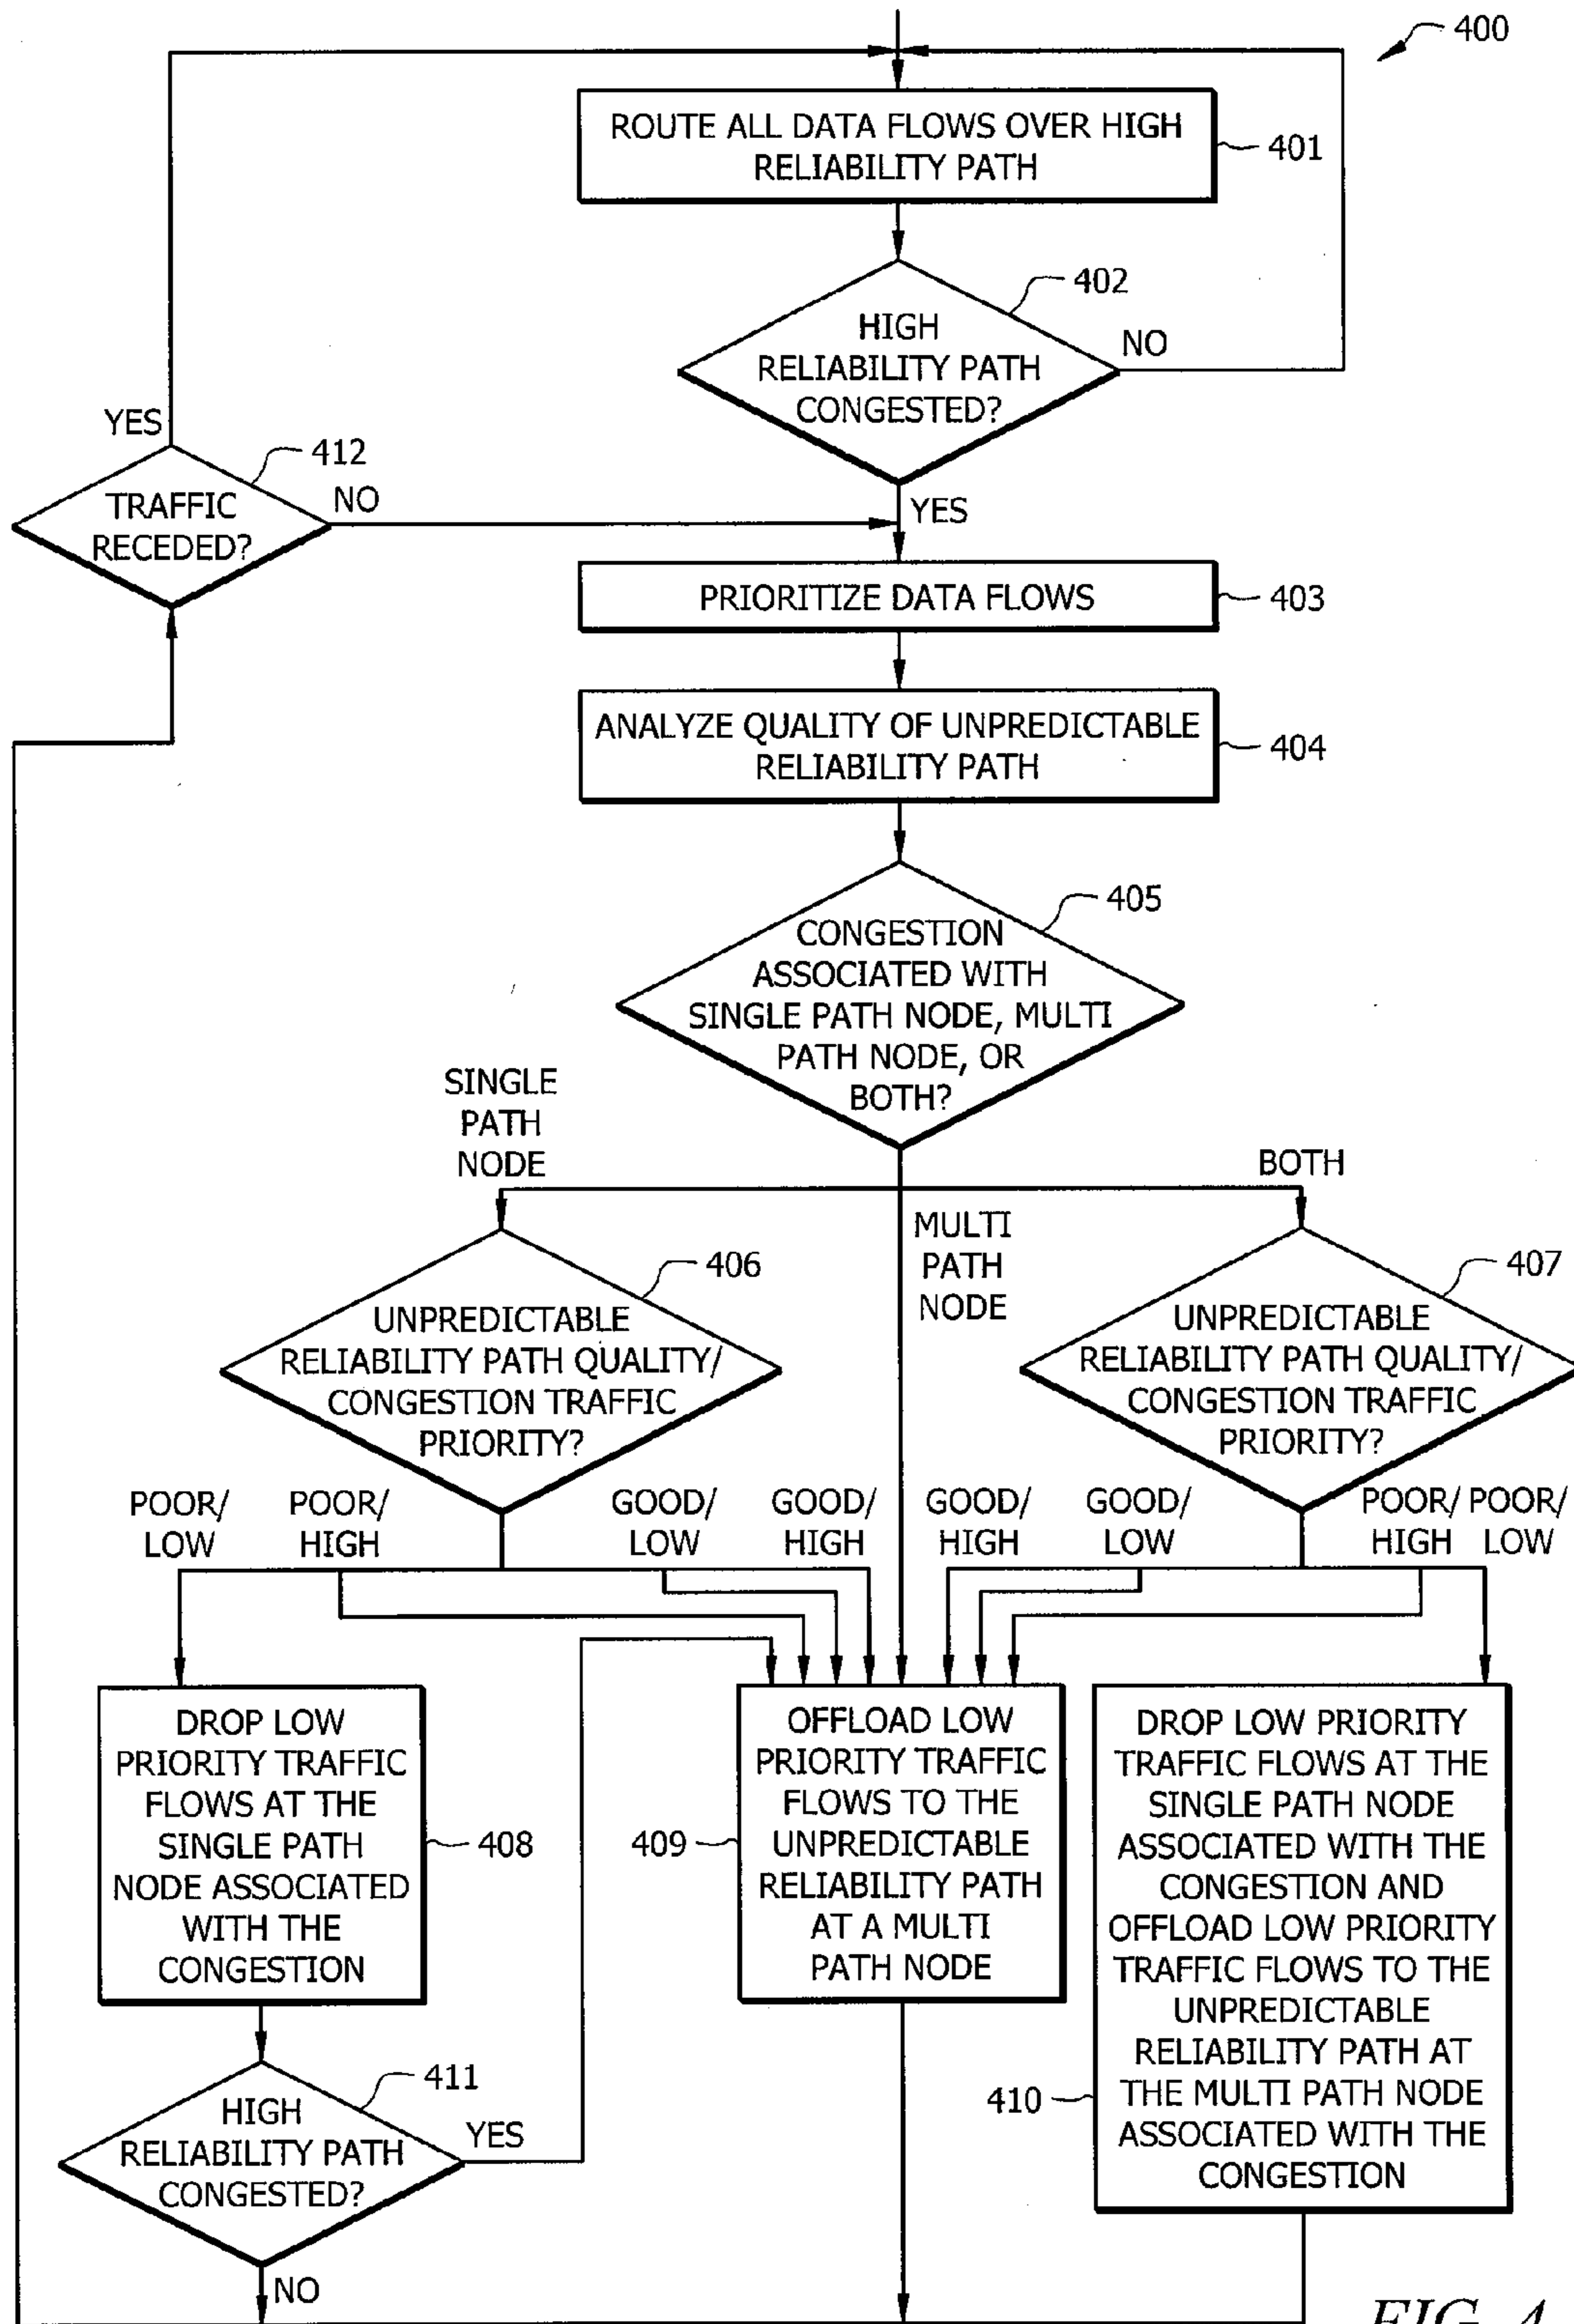 400
ROUTE ALL DATA FLOWS OVER HIGH
RELIABILITY PATH
401
402
HIGH
RELIABILITY PATH
CONGESTED?
NO
YES
412
TRAFFIC
RECEDED?
NO
YES
PRIORITIZE DATA FLOWS
403
ANALYZE QUALITY OF UNPREDICTABLE
RELIABILITY PATH
404
405
CONGESTION
ASSOCIATED WITH
SINGLE PATH NODE, MULTI
PATH NODE, OR
BOTH?
SINGLE
PATH
NODE
BOTH
MULTI
PATH
NODE
406
UNPREDICTABLE
RELIABILITY PATH QUALITY/
CONGESTION TRAFFIC
PRIORITY?
407
UNPREDICTABLE
RELIABILITY PATH QUALITY/
CONGESTION TRAFFIC
PRIORITY?
POOR/
LOW
POOR/
HIGH
GOOD/
LOW
GOOD/
HIGH
GOOD/
HIGH
GOOD/
LOW
POOR/
HIGH
POOR/
LOW
DROP LOW
PRIORITY TRAFFIC
FLOWS AT THE
SINGLE PATH
NODE ASSOCIATED
WITH THE
CONGESTION
408
409
OFFLOAD LOW
PRIORITY TRAFFIC
FLOWS TO THE
UNPREDICTABLE
RELIABILITY PATH
AT A MULTI
PATH NODE
DROP LOW PRIORITY
TRAFFIC FLOWS AT THE
SINGLE PATH NODE
ASSOCIATED WITH THE
CONGESTION AND
OFFLOAD LOW PRIORITY
TRAFFIC FLOWS TO THE
UNPREDICTABLE
RELIABILITY PATH AT
THE MULTI PATH NODE
ASSOCIATED WITH THE
CONGESTION
410
411
HIGH
RELIABILITY PATH
CONGESTED?
YES
NO
FIG. 4